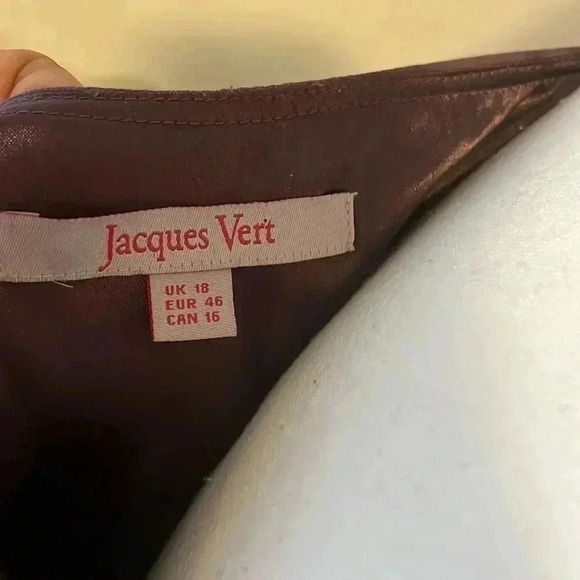 Jacques Vert
UK 18
EUR 46
CAN 16